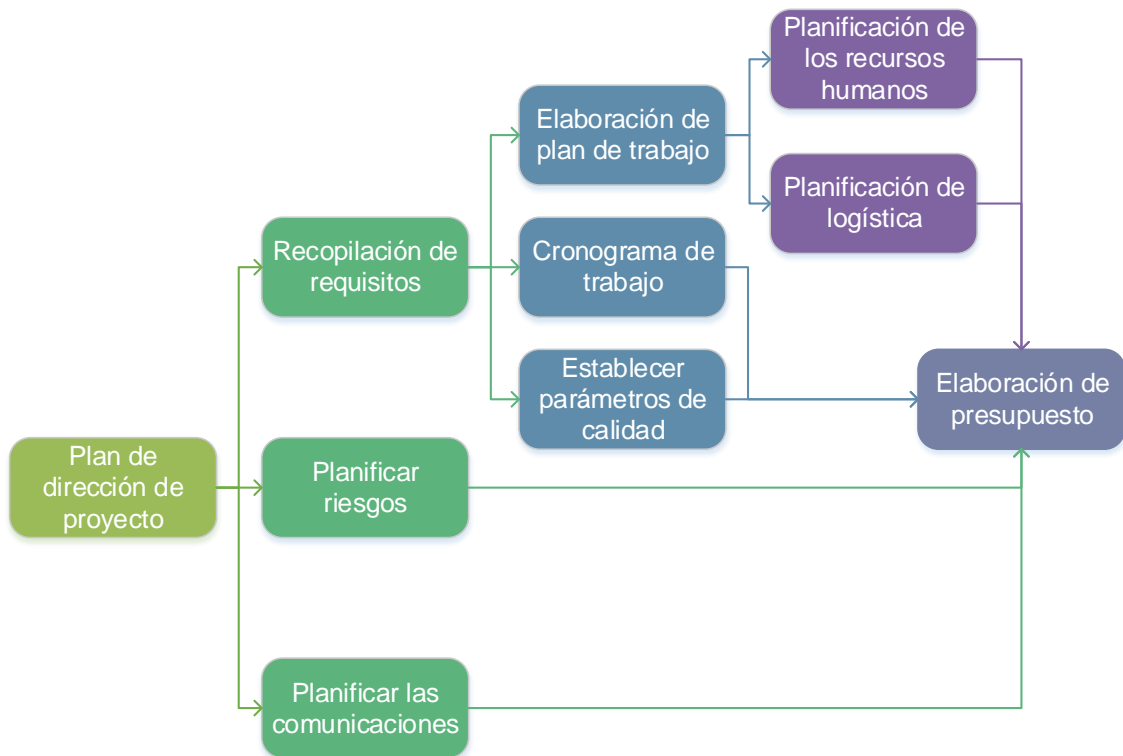 Planificación de
los recursos
humanos
Elaboración de
plan de trabajo
Planificación de
logística
Recopilación de
requisitos
Cronograma de
trabajo
Establecer
parámetros de
calidad
Elaboración de
presupuesto
Plan de
dirección de
proyecto
Planificar
riesgos
Planificar las
comunicaciones